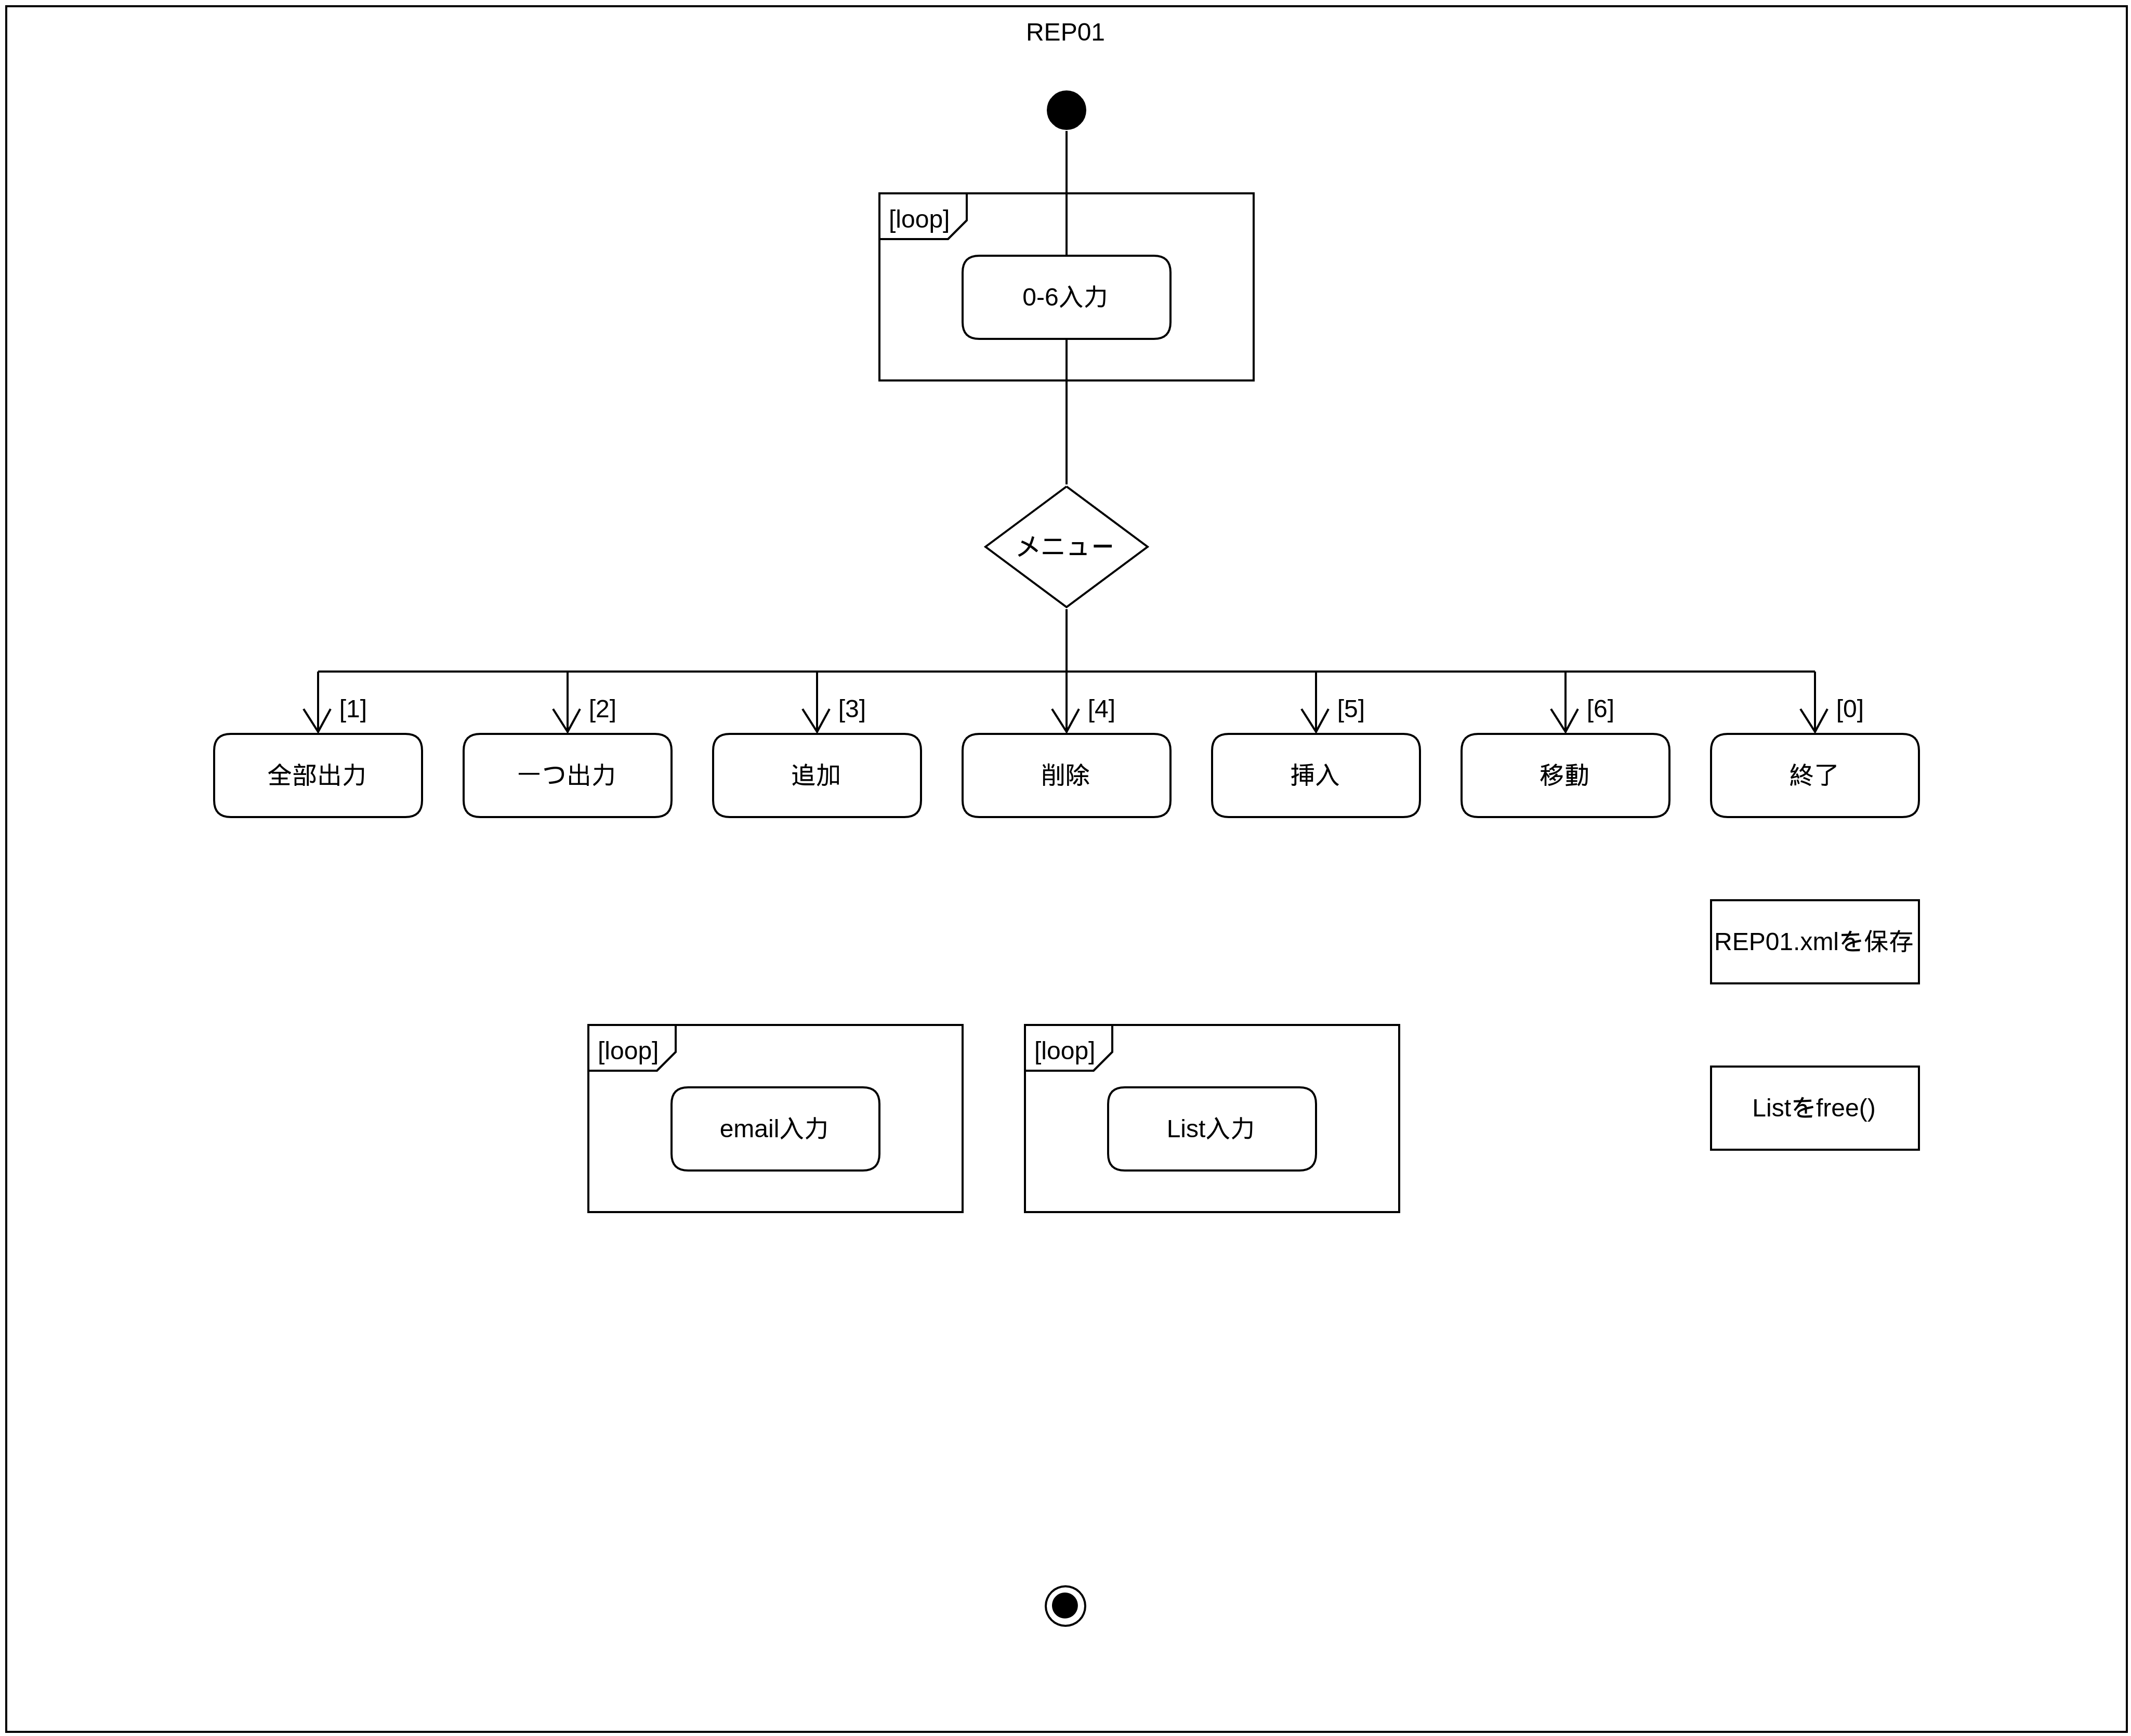 REP01
[loop]
0-6入力
メニュー
[1]
[2]
[3]
[4]
[5]
[6]
[0]
全部出力
一つ出力
追加
削除
挿入
移動
終了
REP01.xmlを保存
[loop]
[loop]
Listをfree()
email入力
List入力